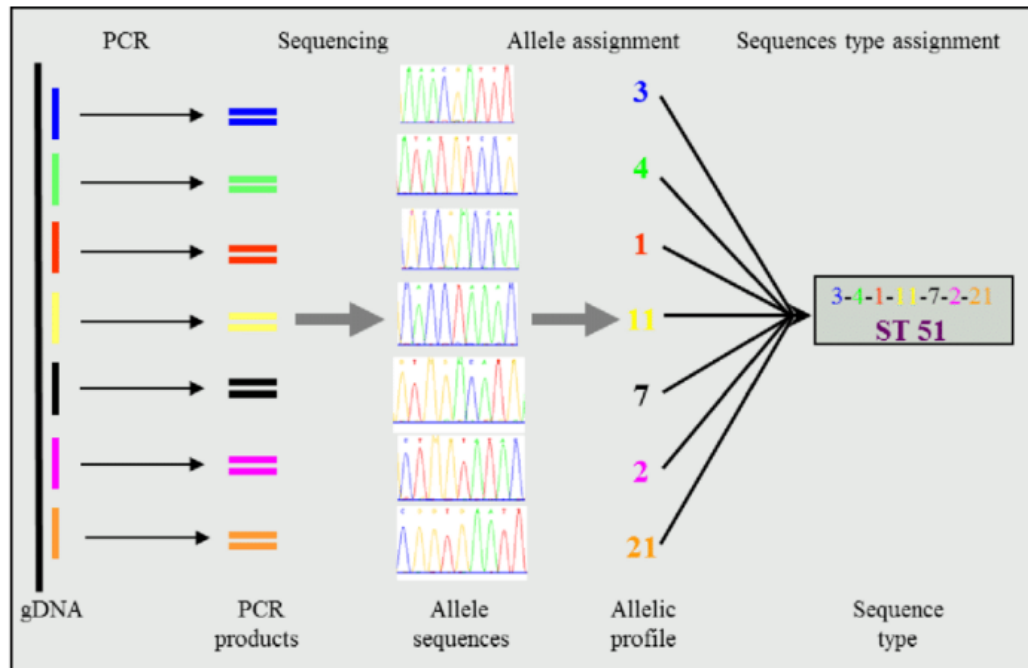 PCR
Sequencing
Allele assignment
Sequences type assignment
3
4
1
11
7
2
21
3-4-1-11-7-2-21
ST 51
gDNA
PCR
products
Allele
sequences
Allelic
profile
Sequence
type